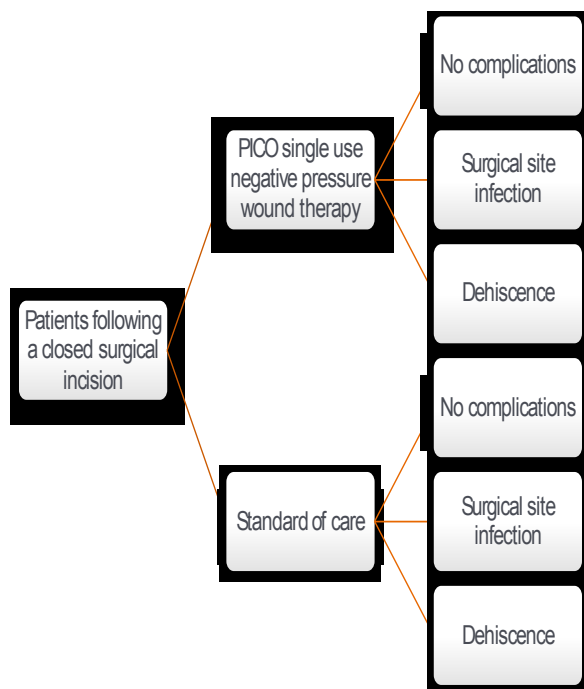 No complications
PICO single use
negative pressure
wound therapy
Surgical site
infection
Dehiscence
Patients following
a closed surgical
incision
No complications
Standard of care
Surgical site
infection
Dehiscence